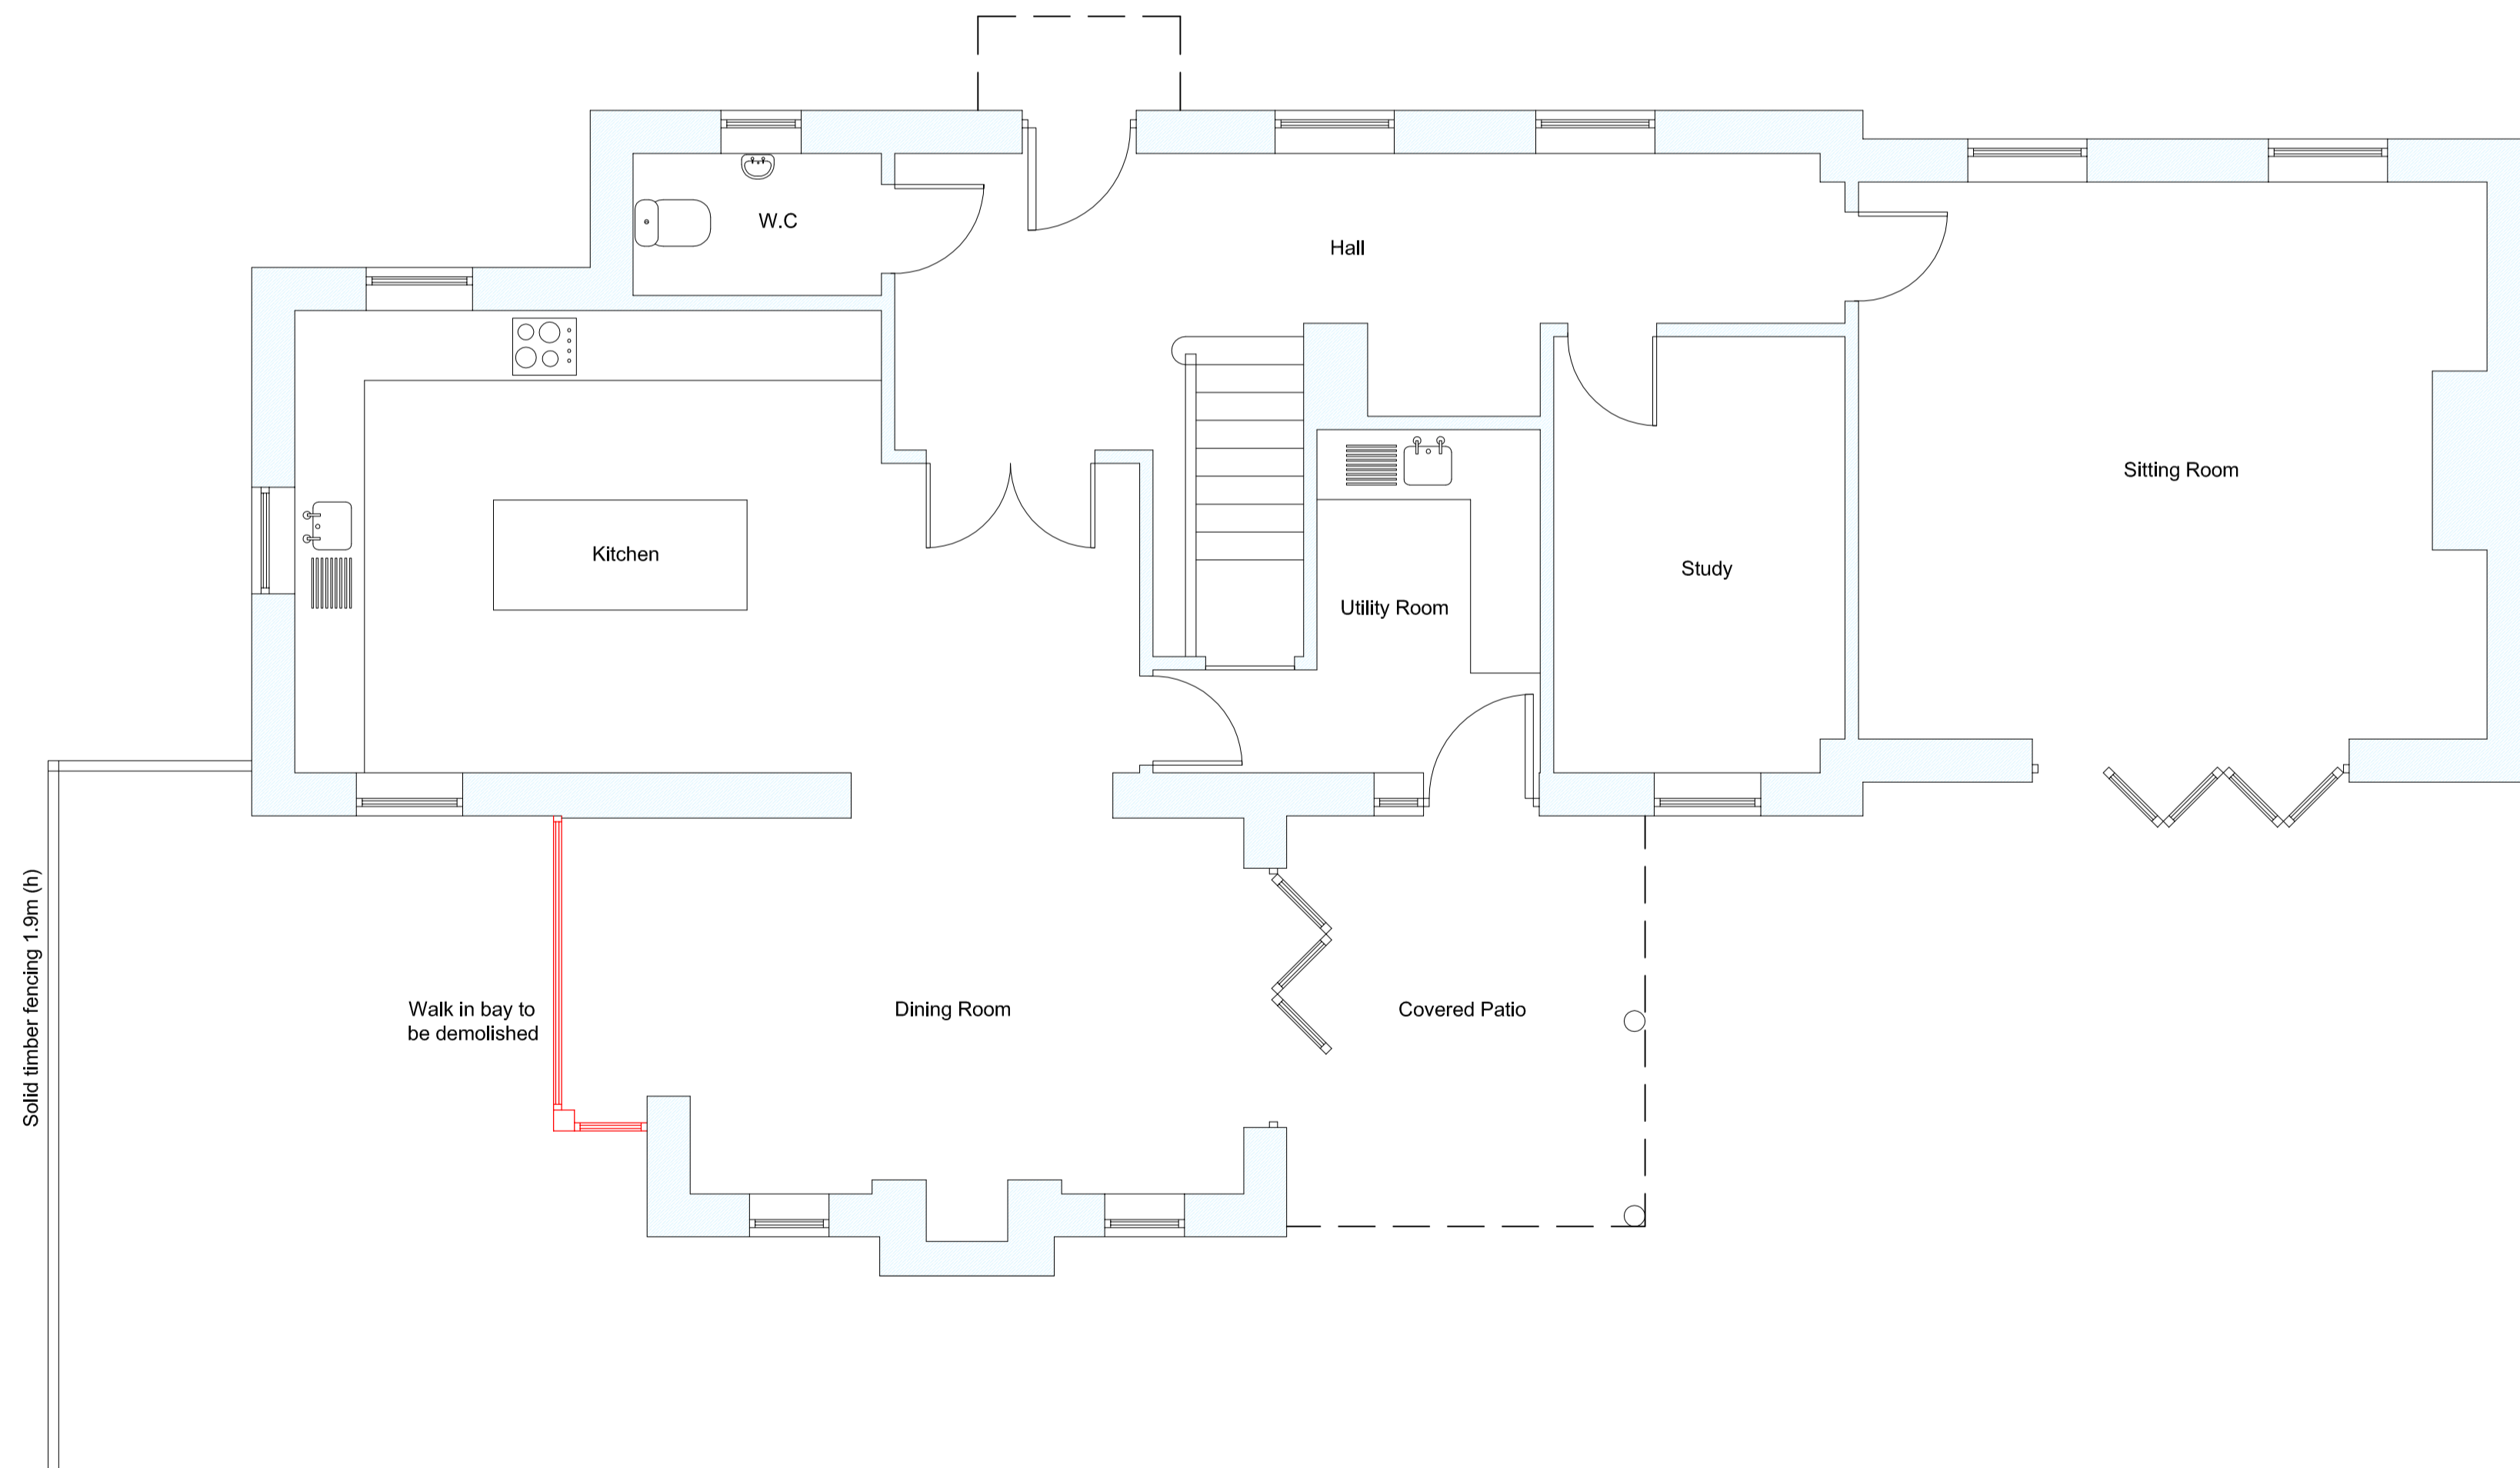 W.C
Hall
Sitting Room
Kitchen
Study
Utility Room
Solid timber fencing 1.9m (h)
Walk in bay to
be demolished
Dining Room
Covered Patio